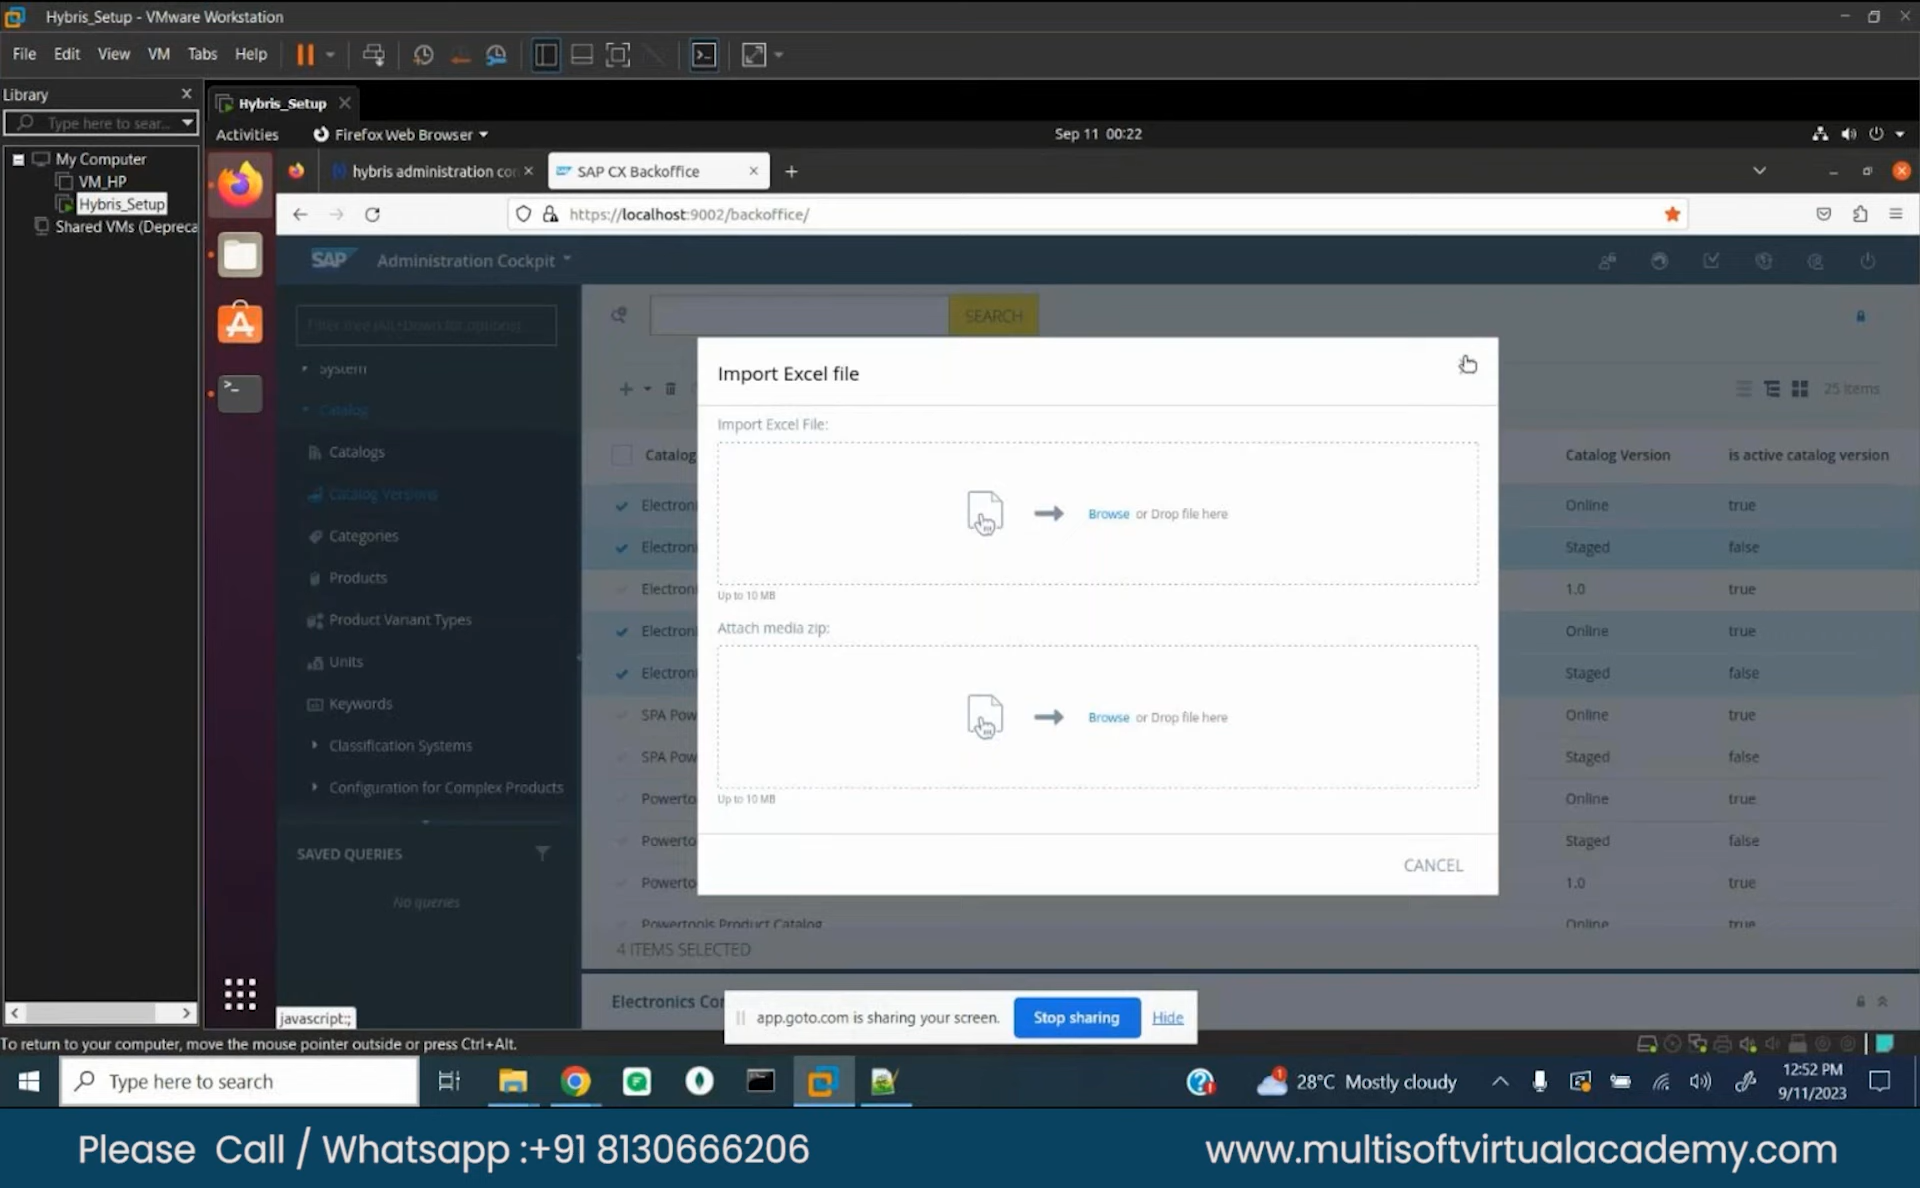 Hybris_Setup - VMware Workstation
File Edit View VM Tabs Help
Library
Hybris_Setup
Type here to sear...
Activities Firefox Web Browser Sep 11 00:22
My Computer
VM_HP
Hybris_Setup
Shared VMs (Depreca
hybris administration co
SAP CX Backoffice
https://localhost:9002/backoffice/
SAP Administration Cockpit
SEARCH
System
Catalog
Catalogs
Catalog Versions
Categories
Products
Product Variant Types
Units
Keywords
Classification Systems
Configuration for Complex Products
SAVED QUERIES
No queries
25 items
Catalog Catalog Version is active catalog version
Electroni Online true
Electroni Staged false
Electroni 1.0 true
Electroni Online true
Electroni Staged false
SPA Pow Online true
SPA Pow Staged false
Powerto Online true
Powerto Staged false
Powerto 1.0 true
Powertools Product Catalog Online true
4 ITEMS SELECTED
Electronics Co
Import Excel file
Import Excel File:
Browse or Drop file here
Up to 10 MB
Attach media zip:
Browse or Drop file here
Up to 10 MB
CANCEL
javascript:;
app.goto.com is sharing your screen. Stop sharing Hide
To return to your computer, move the mouse pointer outside or press Ctrl+Alt.
Type here to search
28°C Mostly cloudy
12:52 PM
9/11/2023
Please Call / Whatsapp :+91 8130666206
www.multisoftvirtualacademy.com